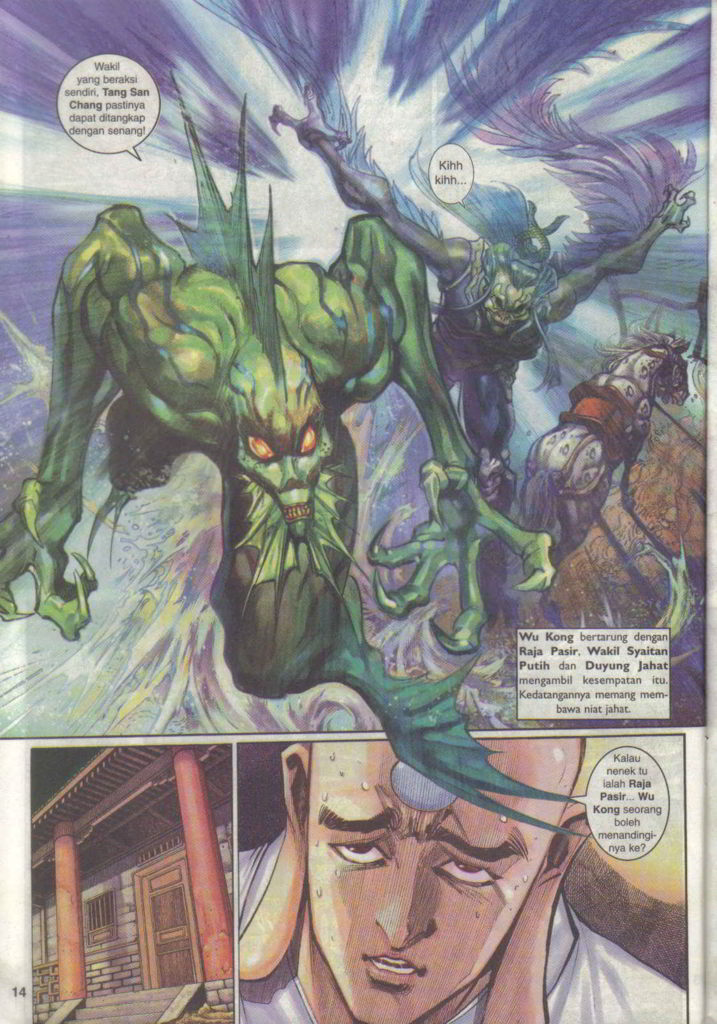 Wakil
yang beraksi
sendiri, Tang San
Chang pastinya
dapat ditangkap
dengan senang!
Kihh
kihh...
Wu Kong bertarung dengan
Raja Pasir. Wakil Syaitan
Putih dan Duyung Jahat
mengambil kesempatan itu.
Kedatangannya memang mem-
bawa niat jahat.
Kalau
nenek tu
ialah Raja
Pasir... Wu
Kong seorang
boleh
menandingi-
nya ke?
14